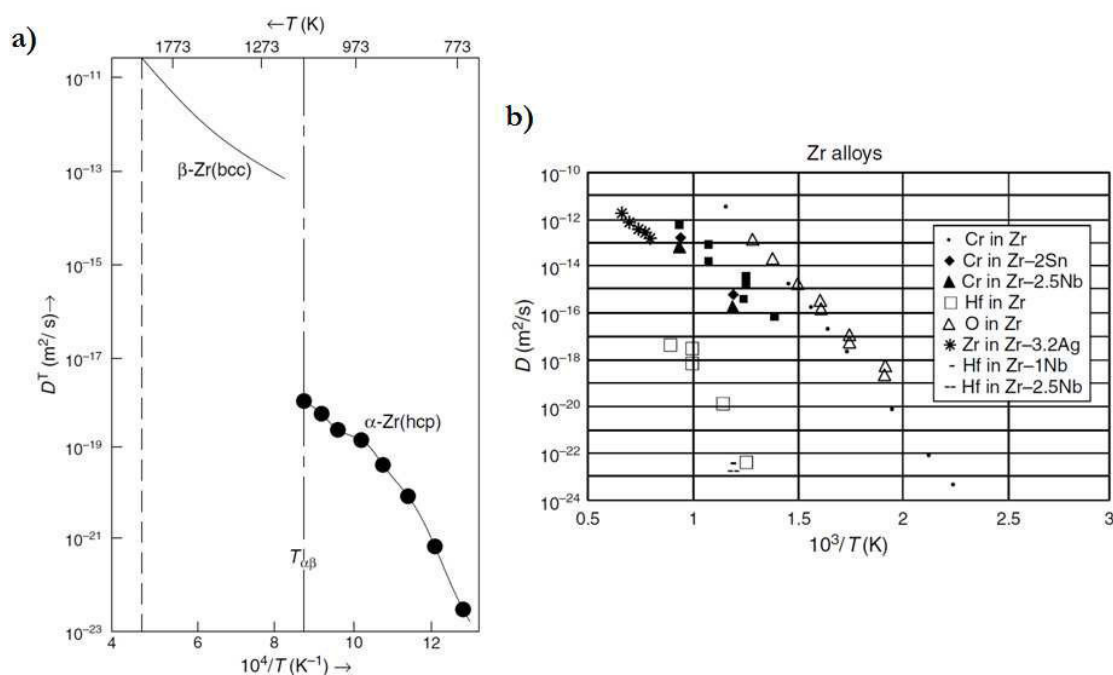 a)
←T (K)
1773 1273 973 773
10⁻¹¹
β-Zr(bcc)
10⁻¹³
10⁻¹⁵
Dᵀ (m²/ s)→
10⁻¹⁷
α-Zr(hcp)
10⁻¹⁹
10⁻²¹
Tαβ
10⁻²³
4 6 8 10 12
10⁴/T (K⁻¹) →
b)
Zr alloys
10⁻¹⁰
10⁻¹²
10⁻¹⁴
10⁻¹⁶
10⁻¹⁸
10⁻²⁰
10⁻²²
10⁻²⁴
D (m²/s)
Cr in Zr
Cr in Zr–2Sn
Cr in Zr–2.5Nb
Hf in Zr
O in Zr
Zr in Zr–3.2Ag
Hf in Zr–1Nb
Hf in Zr–2.5Nb
0.5 1 1.5 2 2.5 3
10³/T (K)